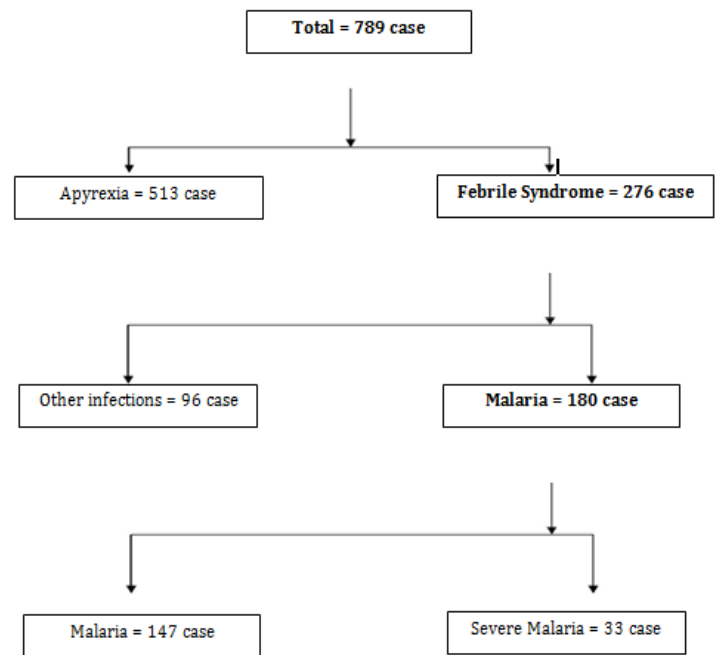 Total = 789 case
Apyrexia = 513 case
Febrile Syndrome = 276 case
Other infections = 96 case
Malaria = 180 case
Malaria = 147 case
Severe Malaria = 33 case